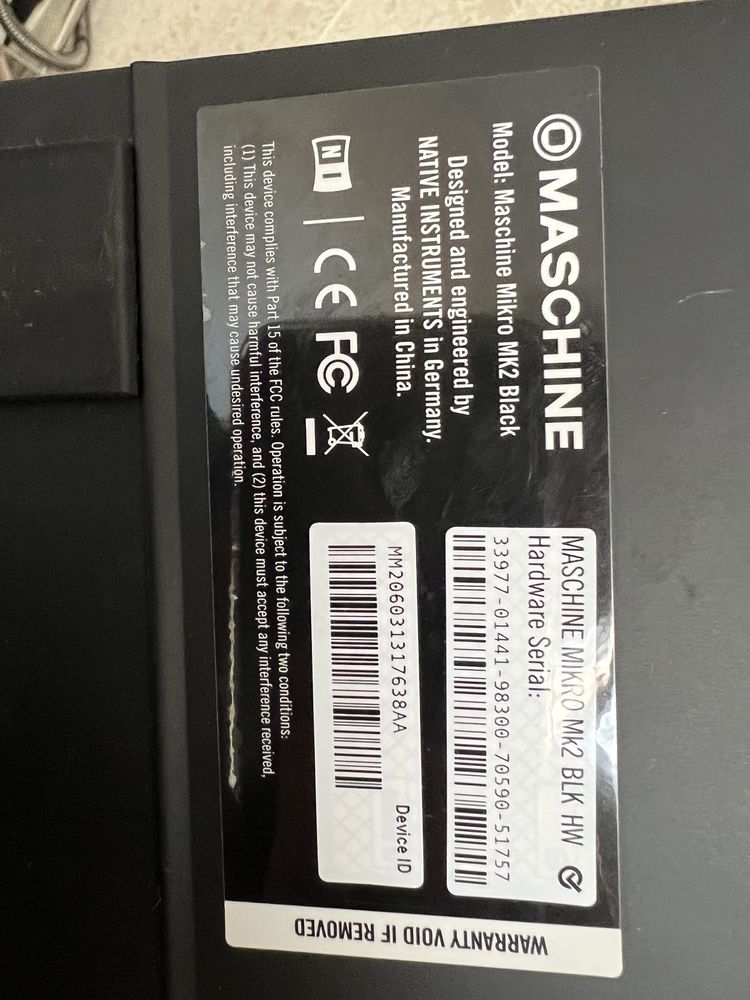 MASCHINE
Model: Maschine Mikro MK2 Black
Designed and engineered by
NATIVE INSTRUMENTS in Germany.
Manufactured in China.
NI CE FC
This device complies with Part 15 of the FCC rules. Operation is subject to the following two conditions:
(1) This device may not cause harmful interference, and (2) this device must accept any interference received,
including interference that may cause undesired operation.
MASCHINE MIKRO Mk2 BLK HW
Hardware Serial:
33977-01441-98300-70590-51757
MM206031317638AA Device ID
WARRANTY VOID IF REMOVED